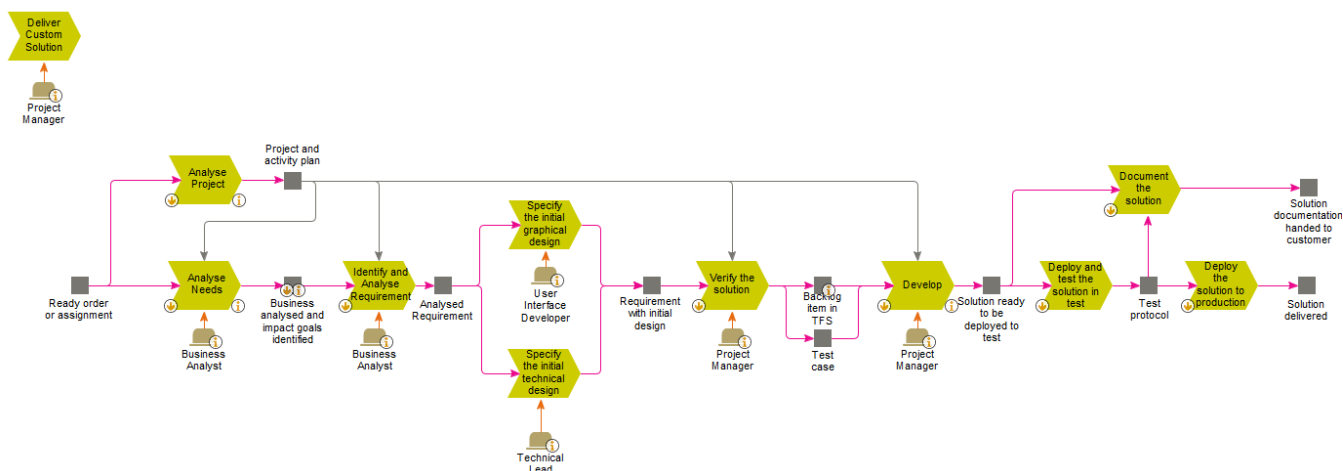 Deliver
Custom
Solution
Project
Manager
Project and
activity plan
Analyse
Project
Document
the
solution
Solution
documentation
handed to
customer
Specify
the initial
graphical
design
User
Interface
Developer
Ready order
or assignment
Analyse
Needs
Business
Analyst
Business
analysed and
impact goals
identified
Identify and
Analyse
Requirement
Business
Analyst
Analysed
Requirement
Specify
the initial
technical
design
Technical
Lead
Requirement
with initial
design
Verify the
solution
Project
Manager
Backlog
item in
TFS
Test
case
Develop
Project
Manager
Solution ready
to be
deployed to
test
Deploy and
test the
solution in
test
Test
protocol
Deploy
the solution to
production
Solution
delivered